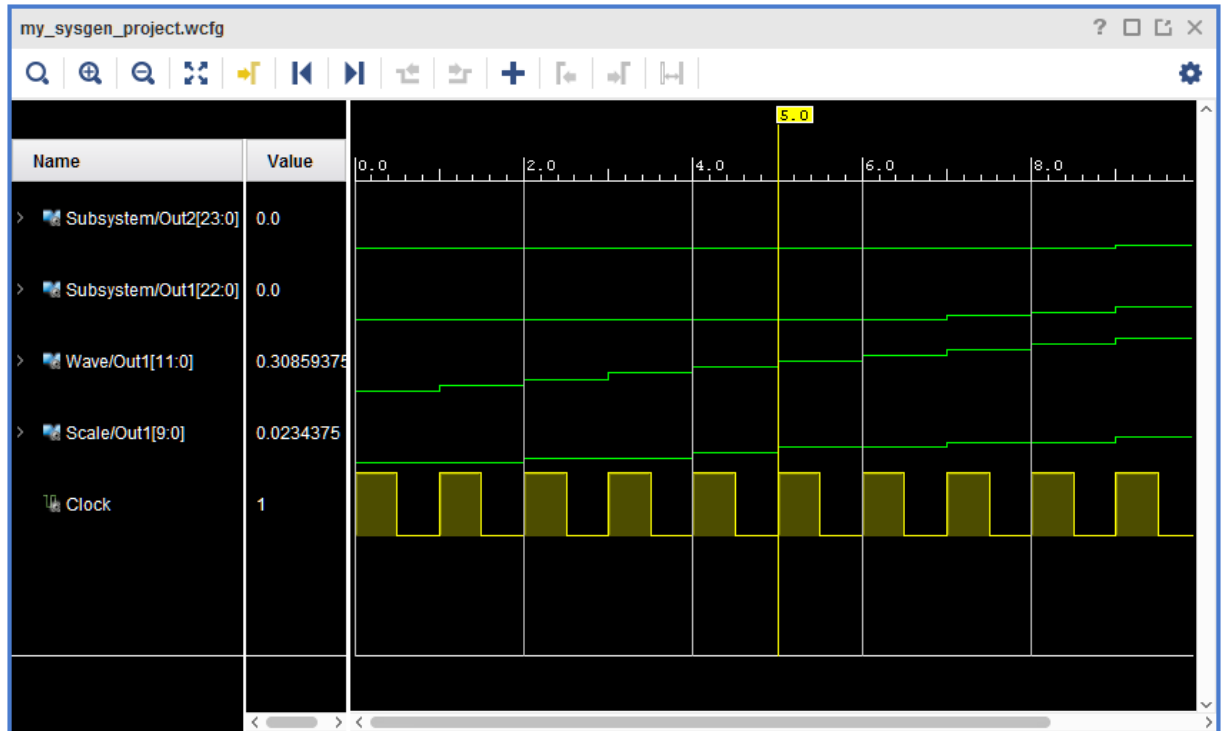 my_sysgen_project.wcfg
5.0
Name Value 0.0 2.0 4.0 6.0 8.0
Subsystem/Out2[23:0] 0.0
Subsystem/Out1[22:0] 0.0
Wave/Out1[11:0] 0.30859375
Scale/Out1[9:0] 0.0234375
Clock 1